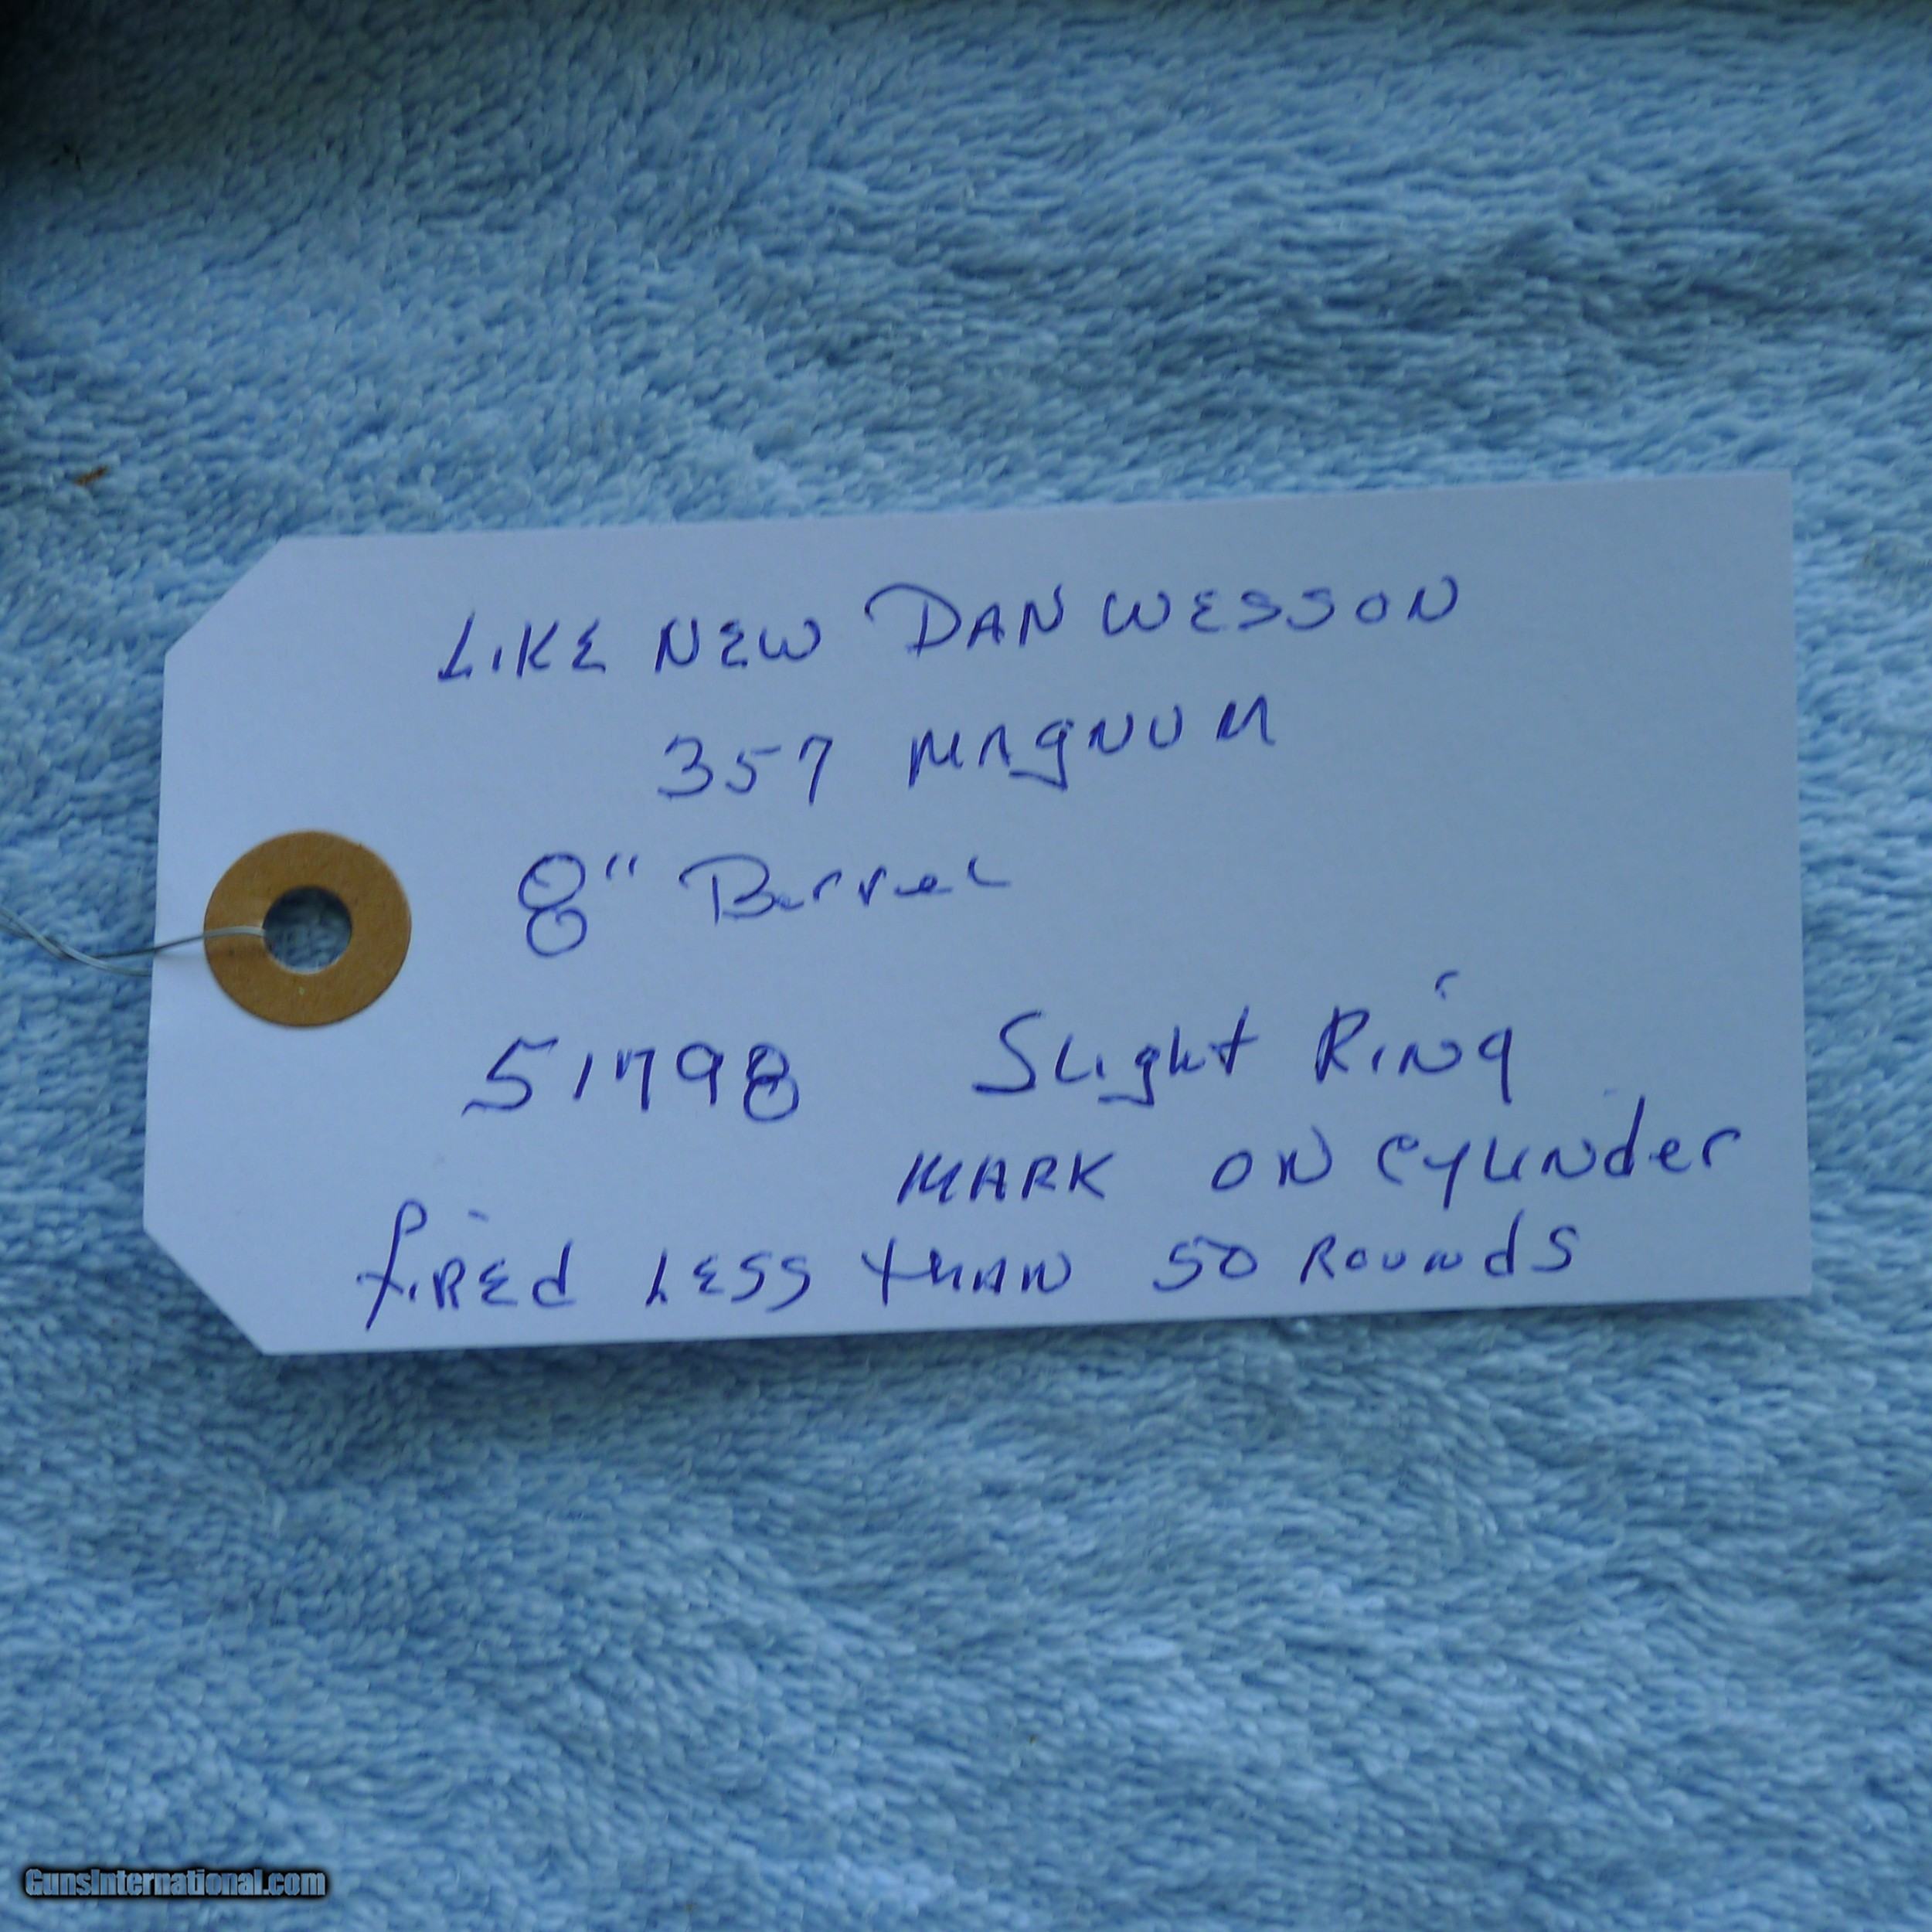 LIKE NEW DAN WESSON
357 MAgNUM
8" Barrel
51798 Slight RiNg
MARK ON CYLiNder
fiREd LESS tHAN 50 ROUNdS
GunsInternational.com